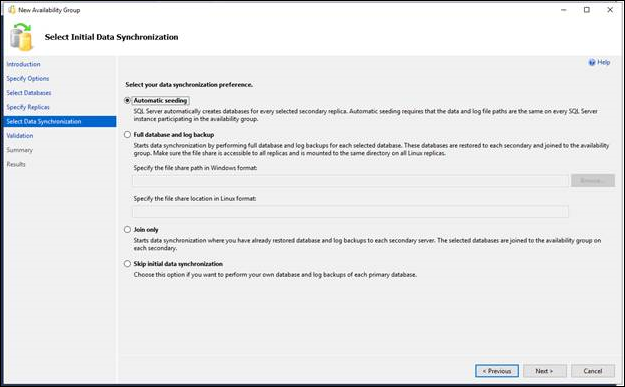 New Availability Group
Select Initial Data Synchronization
Help
Introduction
Specify Options
Select Databases
Specify Replicas
Select Data Synchronization
Validation
Summary
Results
Select your data synchronization preference.
Automatic seeding
SQL Server automatically creates databases for every selected secondary replica. Automatic seeding requires that the data and log file paths are the same on every SQL Server
instance participating in the availability group.
Full database and log backup
Starts data synchronization by performing full database and log backups for each selected database. These databases are restored to each secondary and joined to the availability
group. Make sure the file share is accessible to all replicas and is mounted to the same directory on all Linux replicas.
Specify the file share path in Windows format:
Browse...
Specify the file share location in Linux format:
Join only
Starts data synchronization where you have already restored database and log backups to each secondary server. The selected databases are joined to the availability group on
each secondary.
Skip initial data synchronization
Choose this option if you want to perform your own database and log backups of each primary database.
< Previous
Next >
Cancel